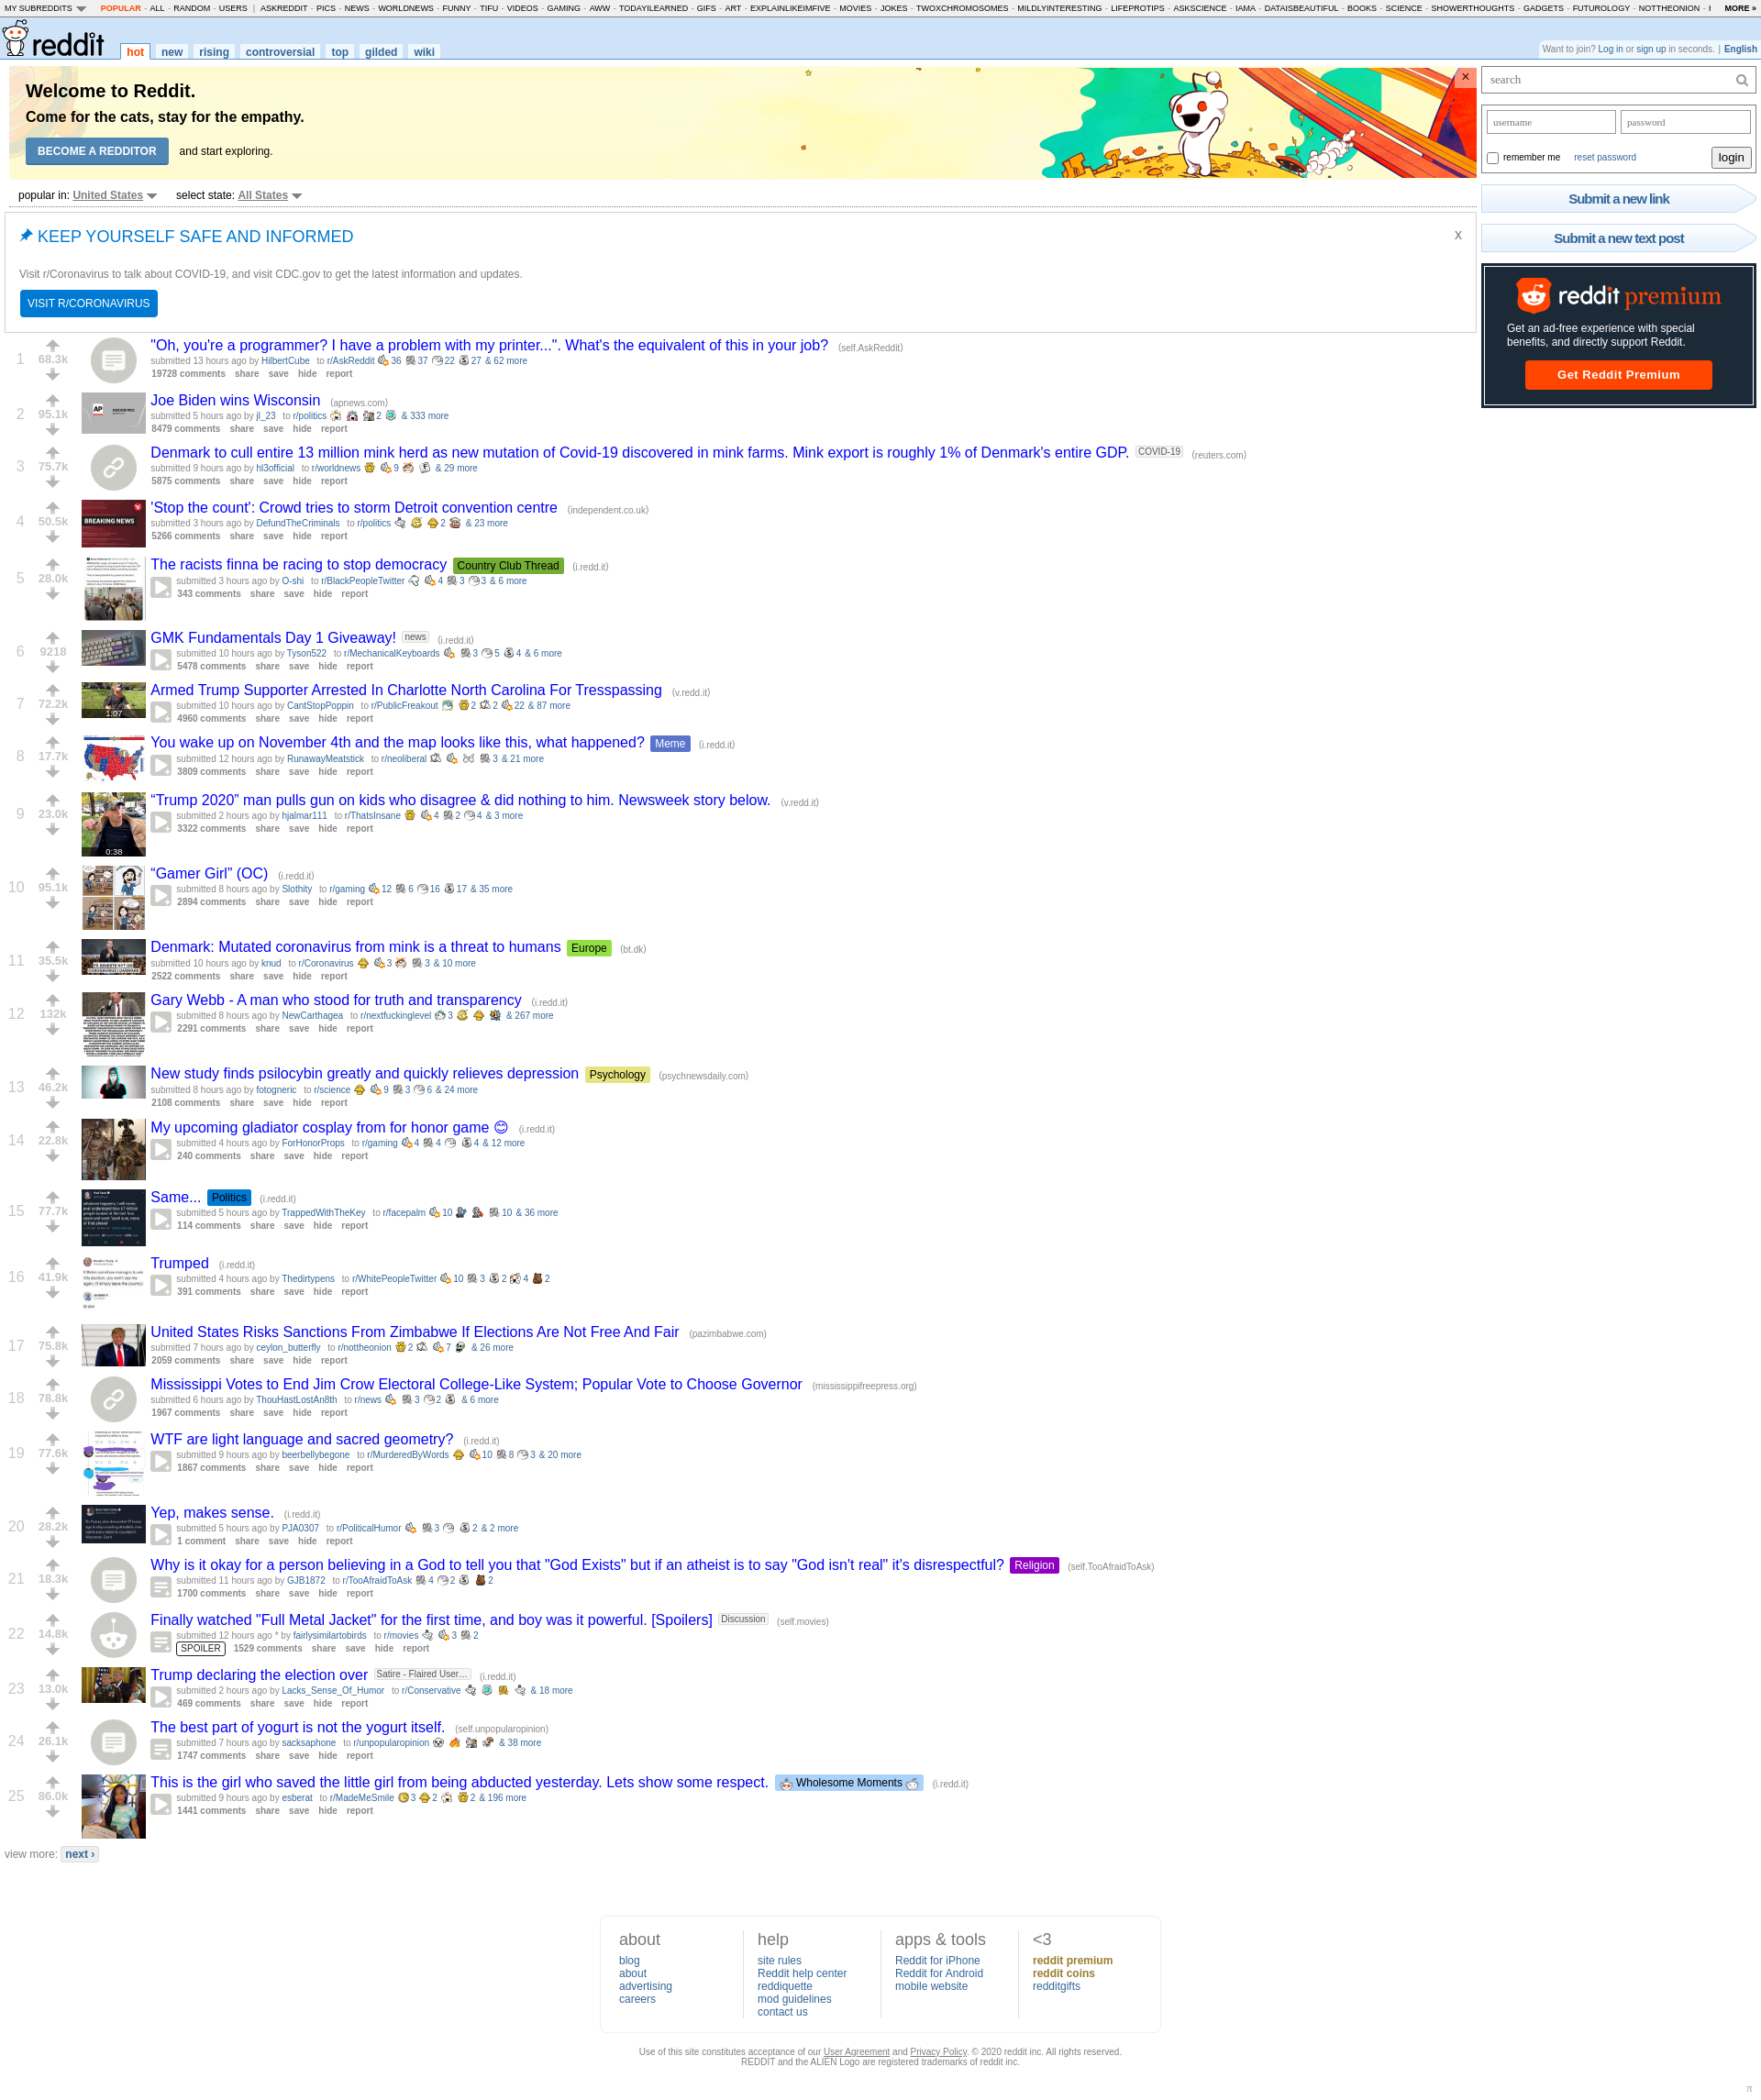 MY SUBREDDITS POPULAR - ALL - RANDOM - USERS | ASKREDDIT - PICS - NEWS - WORLDNEWS - FUNNY - TIFU - VIDEOS - GAMING - AWW - TODAYILEARNED - GIFS - ART - EXPLAINLIKEIMFIVE - MOVIES - JOKES - TWOXCHROMOSOMES - MILDLYINTERESTING - LIFEPROTIPS - ASKSCIENCE - IAMA - DATAISBEAUTIFUL - BOOKS - SCIENCE - SHOWERTHOUGHTS - GADGETS - FUTUROLOGY - NOTTHEONION - MORE »
reddit hot new rising controversial top gilded wiki
Want to join? Log in or sign up in seconds. | English
Welcome to Reddit.
Come for the cats, stay for the empathy.
BECOME A REDDITOR and start exploring.
×
search
username password
remember me reset password login
Submit a new link
Submit a new text post
reddit premium
Get an ad-free experience with special
benefits, and directly support Reddit.
Get Reddit Premium
popular in: United States select state: All States
KEEP YOURSELF SAFE AND INFORMED
x
Visit r/Coronavirus to talk about COVID-19, and visit CDC.gov to get the latest information and updates.
VISIT R/CORONAVIRUS
1 68.3k "Oh, you're a programmer? I have a problem with my printer...". What's the equivalent of this in your job? (self.AskReddit)
submitted 13 hours ago by HilbertCube to r/AskReddit 36 37 22 27 & 62 more
19728 comments share save hide report
2 95.1k AP Joe Biden wins Wisconsin (apnews.com)
submitted 5 hours ago by jl_23 to r/politics 2 & 333 more
8479 comments share save hide report
3 75.7k Denmark to cull entire 13 million mink herd as new mutation of Covid-19 discovered in mink farms. Mink export is roughly 1% of Denmark's entire GDP. COVID-19 (reuters.com)
submitted 9 hours ago by hl3official to r/worldnews 9 & 29 more
5875 comments share save hide report
4 50.5k BREAKING NEWS 'Stop the count': Crowd tries to storm Detroit convention centre (independent.co.uk)
submitted 3 hours ago by DefundTheCriminals to r/politics 2 & 23 more
5266 comments share save hide report
5 28.0k The racists finna be racing to stop democracy Country Club Thread (i.redd.it)
submitted 3 hours ago by O-shi to r/BlackPeopleTwitter 4 3 3 & 6 more
343 comments share save hide report
6 9218 GMK Fundamentals Day 1 Giveaway! news (i.redd.it)
submitted 10 hours ago by Tyson522 to r/MechanicalKeyboards 3 5 4 & 6 more
5478 comments share save hide report
7 72.2k 1:07 Armed Trump Supporter Arrested In Charlotte North Carolina For Tresspassing (v.redd.it)
submitted 10 hours ago by CantStopPoppin to r/PublicFreakout 2 2 22 & 87 more
4960 comments share save hide report
8 17.7k You wake up on November 4th and the map looks like this, what happened? Meme (i.redd.it)
submitted 12 hours ago by RunawayMeatstick to r/neoliberal 3 & 21 more
3809 comments share save hide report
9 23.0k 0:38 “Trump 2020” man pulls gun on kids who disagree & did nothing to him. Newsweek story below. (v.redd.it)
submitted 2 hours ago by hjalmar111 to r/ThatsInsane 4 2 4 & 3 more
3322 comments share save hide report
10 95.1k “Gamer Girl” (OC) (i.redd.it)
submitted 8 hours ago by Slothity to r/gaming 12 6 16 17 & 35 more
2894 comments share save hide report
11 35.5k Denmark: Mutated coronavirus from mink is a threat to humans Europe (bt.dk)
submitted 10 hours ago by knud to r/Coronavirus 3 3 & 10 more
2522 comments share save hide report
12 132k Gary Webb - A man who stood for truth and transparency (i.redd.it)
submitted 8 hours ago by NewCarthagea to r/nextfuckinglevel 3 & 267 more
2291 comments share save hide report
13 46.2k New study finds psilocybin greatly and quickly relieves depression Psychology (psychnewsdaily.com)
submitted 8 hours ago by fotogneric to r/science 9 3 6 & 24 more
2108 comments share save hide report
14 22.8k My upcoming gladiator cosplay from for honor game 😊 (i.redd.it)
submitted 4 hours ago by ForHonorProps to r/gaming 4 4 4 & 12 more
240 comments share save hide report
15 77.7k Same... Politics (i.redd.it)
submitted 5 hours ago by TrappedWithTheKey to r/facepalm 10 10 & 36 more
114 comments share save hide report
16 41.9k Trumped (i.redd.it)
submitted 4 hours ago by Thedirtypens to r/WhitePeopleTwitter 10 3 2 4 2
391 comments share save hide report
17 75.8k United States Risks Sanctions From Zimbabwe If Elections Are Not Free And Fair (pazimbabwe.com)
submitted 7 hours ago by ceylon_butterfly to r/nottheonion 2 7 & 26 more
2059 comments share save hide report
18 78.8k Mississippi Votes to End Jim Crow Electoral College-Like System; Popular Vote to Choose Governor (mississippifreepress.org)
submitted 6 hours ago by ThouHastLostAn8th to r/news 3 2 & 6 more
1967 comments share save hide report
19 77.6k WTF are light language and sacred geometry? (i.redd.it)
submitted 9 hours ago by beerbellybegone to r/MurderedByWords 10 8 3 & 20 more
1867 comments share save hide report
20 28.2k Yep, makes sense. (i.redd.it)
submitted 5 hours ago by PJA0307 to r/PoliticalHumor 3 2 & 2 more
1 comment share save hide report
21 18.3k Why is it okay for a person believing in a God to tell you that "God Exists" but if an atheist is to say "God isn't real" it's disrespectful? Religion (self.TooAfraidToAsk)
submitted 11 hours ago by GJB1872 to r/TooAfraidToAsk 4 2 2
1700 comments share save hide report
22 14.8k Finally watched "Full Metal Jacket" for the first time, and boy was it powerful. [Spoilers] Discussion (self.movies)
submitted 12 hours ago * by fairlysimilartobirds to r/movies 3 2
SPOILER 1529 comments share save hide report
23 13.0k Trump declaring the election over Satire - Flaired User… (i.redd.it)
submitted 2 hours ago by Lacks_Sense_Of_Humor to r/Conservative & 18 more
469 comments share save hide report
24 26.1k The best part of yogurt is not the yogurt itself. (self.unpopularopinion)
submitted 7 hours ago by sacksaphone to r/unpopularopinion & 38 more
1747 comments share save hide report
25 86.0k This is the girl who saved the little girl from being abducted yesterday. Lets show some respect. Wholesome Moments (i.redd.it)
submitted 9 hours ago by esberat to r/MadeMeSmile 3 2 2 & 196 more
1441 comments share save hide report
view more: next ›
about help apps & tools <3
blog site rules Reddit for iPhone reddit premium
about Reddit help center Reddit for Android reddit coins
advertising reddiquette mobile website redditgifts
careers mod guidelines
contact us
Use of this site constitutes acceptance of our User Agreement and Privacy Policy. © 2020 reddit inc. All rights reserved.
REDDIT and the ALIEN Logo are registered trademarks of reddit inc.
π